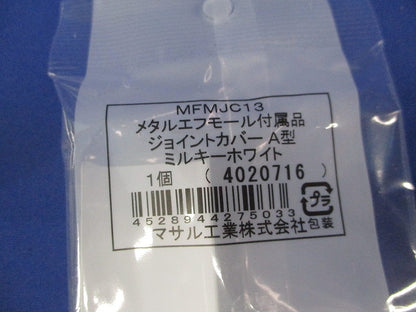 MFMJC13
メタルエフモール付属品
ジョイントカバー A型
ミルキーホワイト
1個 (4020716)
4528944275033
プラ
マサル工業株式会社 包装